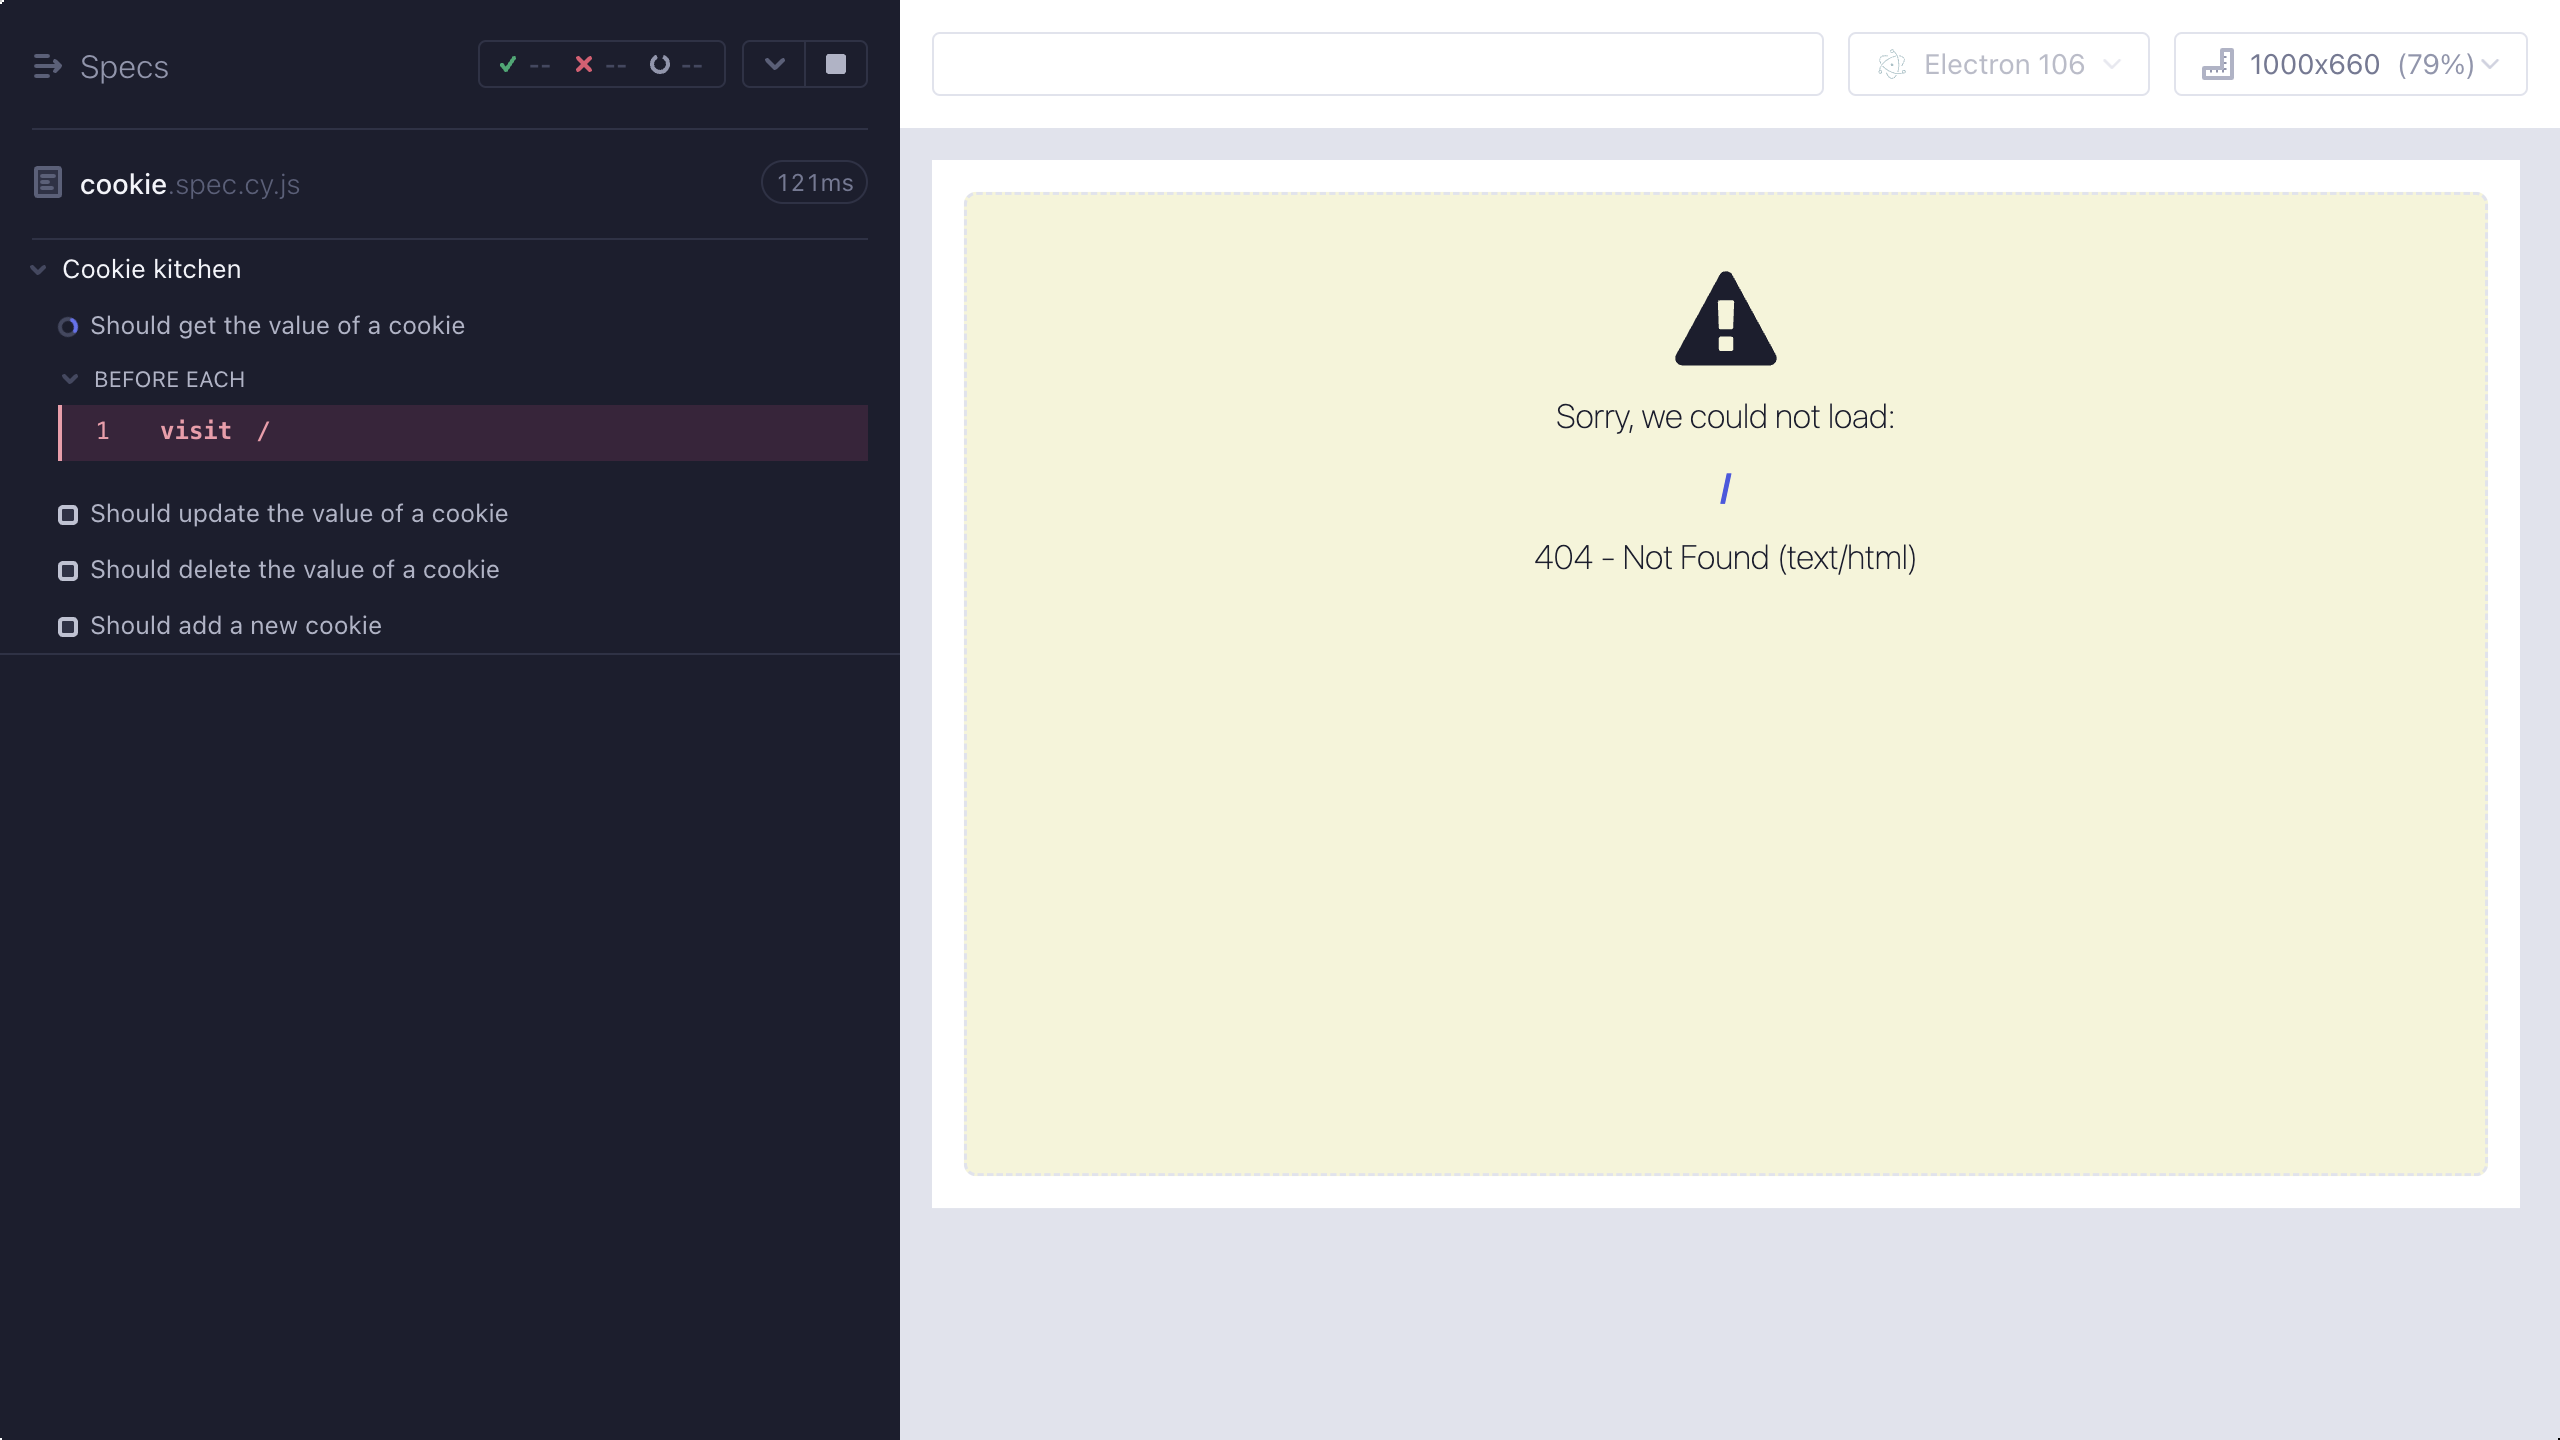 Specs
-- -- --
cookie.spec.cy.js
121ms
Cookie kitchen
Should get the value of a cookie
BEFORE EACH
1 visit /
Should update the value of a cookie
Should delete the value of a cookie
Should add a new cookie
Electron 106
1000x660 (79%)
Sorry, we could not load:
/
404 - Not Found (text/html)